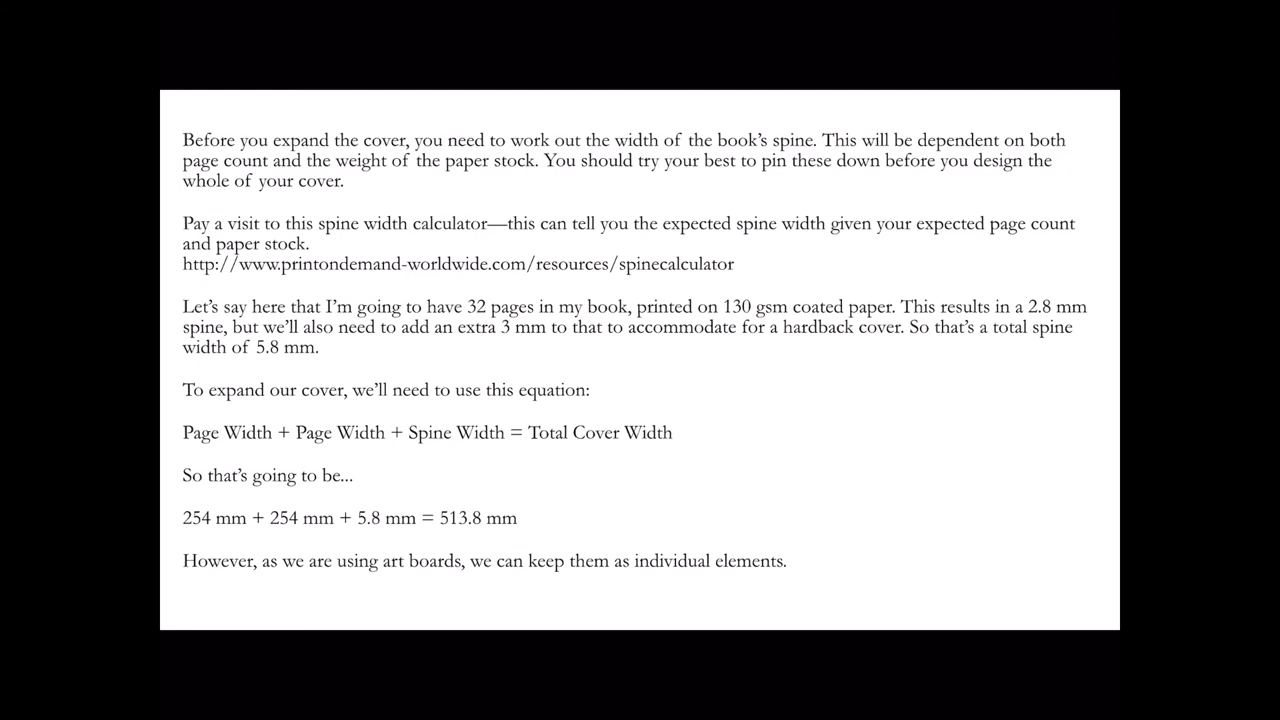 Before you expand the cover, you need to work out the width of the book’s spine. This will be dependent on both
page count and the weight of the paper stock. You should try your best to pin these down before you design the
whole of your cover.
Pay a visit to this spine width calculator—this can tell you the expected spine width given your expected page count
and paper stock.
http://www.printondemand-worldwide.com/resources/spinecalculator
Let’s say here that I’m going to have 32 pages in my book, printed on 130 gsm coated paper. This results in a 2.8 mm
spine, but we’ll also need to add an extra 3 mm to that to accommodate for a hardback cover. So that’s a total spine
width of 5.8 mm.
To expand our cover, we’ll need to use this equation:
Page Width + Page Width + Spine Width = Total Cover Width
So that’s going to be...
254 mm + 254 mm + 5.8 mm = 513.8 mm
However, as we are using art boards, we can keep them as individual elements.